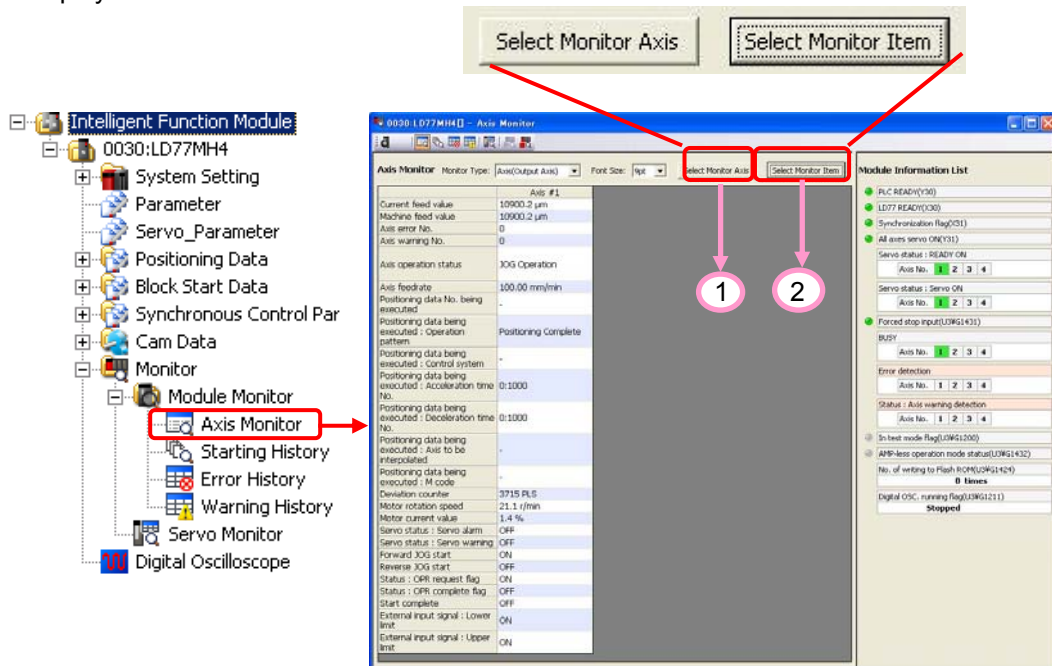 Select Monitor Axis
Select Monitor Item
Intelligent Function Module
0030:LD77MH4
System Setting
Parameter
Servo_Parameter
Positioning Data
Block Start Data
Synchronous Control Par
Cam Data
Monitor
Module Monitor
Axis Monitor
Starting History
Error History
Warning History
Servo Monitor
Digital Oscilloscope
0030:LD77MH4[] - Axis Monitor
Axis Monitor Monitor Type: Axis(Output Axis) Font Size: 9pt Select Monitor Axis Select Monitor Item
Axis #1
Current feed value 10900.2 µm
Machine feed value 10900.2 µm
Axis error No. 0
Axis warning No. 0
Axis operation status JOG Operation
Axis feedrate 100.00 mm/min
Positioning data No. being
executed -
Positioning data being
executed : Operation
pattern Positioning Complete
Positioning data being
executed : Control system -
Positioning data being
executed : Acceleration time
No. 0:1000
Positioning data being
executed : Deceleration time
No. 0:1000
Positioning data being
executed : Axis to be
interpolated -
Positioning data being
executed : M code -
Deviation counter 3715 PLS
Motor rotation speed 21.1 r/min
Motor current value 1.4 %
Servo status : Servo alarm OFF
Servo status : Servo warning OFF
Forward JOG start ON
Reverse JOG start OFF
Status : OPR request flag ON
Status : OPR complete flag OFF
Start complete OFF
External input signal : Lower
limit ON
External input signal : Upper
limit ON
1
2
Module Information List
PLC READY(Y30)
LD77 READY(X30)
Synchronization flag(X31)
All axes servo ON(Y31)
Servo status : READY ON
Axis No. 1 2 3 4
Servo status : Servo ON
Axis No. 1 2 3 4
Forced stop input(U3¥G1431)
BUSY
Axis No. 1 2 3 4
Error detection
Axis No. 1 2 3 4
Status : Axis warning detection
Axis No. 1 2 3 4
In test mode flag(U3¥G1200)
AMP-less operation mode status(U3¥G1432)
No. of writing to Flash ROM(U3¥G1424)
0 times
Digital OSC. running flag(U3¥G1211)
Stopped